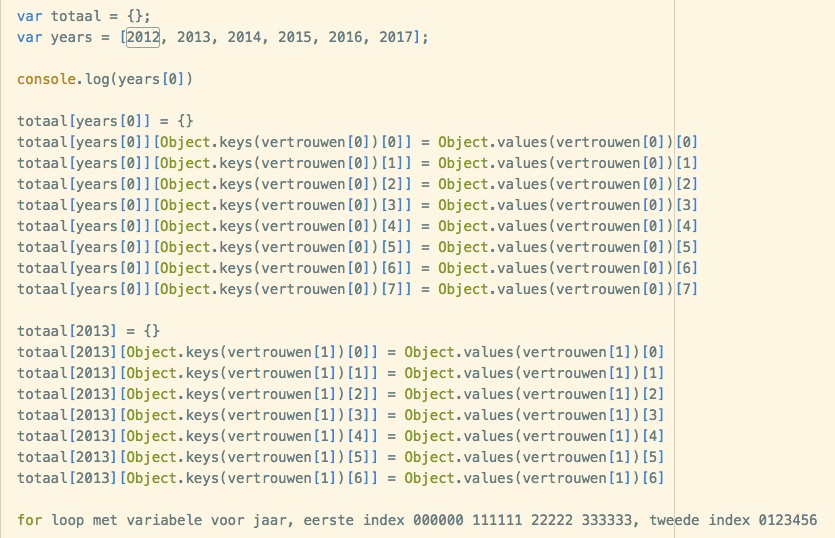 var totaal = {};
var years = [2012, 2013, 2014, 2015, 2016, 2017];
console.log(years[0])
totaal[years[0]] = {}
totaal[years[0]][Object.keys(vertrouwen[0])[0]] = Object.values(vertrouwen[0])[0]
totaal[years[0]][Object.keys(vertrouwen[0])[1]] = Object.values(vertrouwen[0])[1]
totaal[years[0]][Object.keys(vertrouwen[0])[2]] = Object.values(vertrouwen[0])[2]
totaal[years[0]][Object.keys(vertrouwen[0])[3]] = Object.values(vertrouwen[0])[3]
totaal[years[0]][Object.keys(vertrouwen[0])[4]] = Object.values(vertrouwen[0])[4]
totaal[years[0]][Object.keys(vertrouwen[0])[5]] = Object.values(vertrouwen[0])[5]
totaal[years[0]][Object.keys(vertrouwen[0])[6]] = Object.values(vertrouwen[0])[6]
totaal[years[0]][Object.keys(vertrouwen[0])[7]] = Object.values(vertrouwen[0])[7]
totaal[2013] = {}
totaal[2013][Object.keys(vertrouwen[1])[0]] = Object.values(vertrouwen[1])[0]
totaal[2013][Object.keys(vertrouwen[1])[1]] = Object.values(vertrouwen[1])[1]
totaal[2013][Object.keys(vertrouwen[1])[2]] = Object.values(vertrouwen[1])[2]
totaal[2013][Object.keys(vertrouwen[1])[3]] = Object.values(vertrouwen[1])[3]
totaal[2013][Object.keys(vertrouwen[1])[4]] = Object.values(vertrouwen[1])[4]
totaal[2013][Object.keys(vertrouwen[1])[5]] = Object.values(vertrouwen[1])[5]
totaal[2013][Object.keys(vertrouwen[1])[6]] = Object.values(vertrouwen[1])[6]
for loop met variabele voor jaar, eerste index 000000 111111 22222 333333, tweede index 0123456